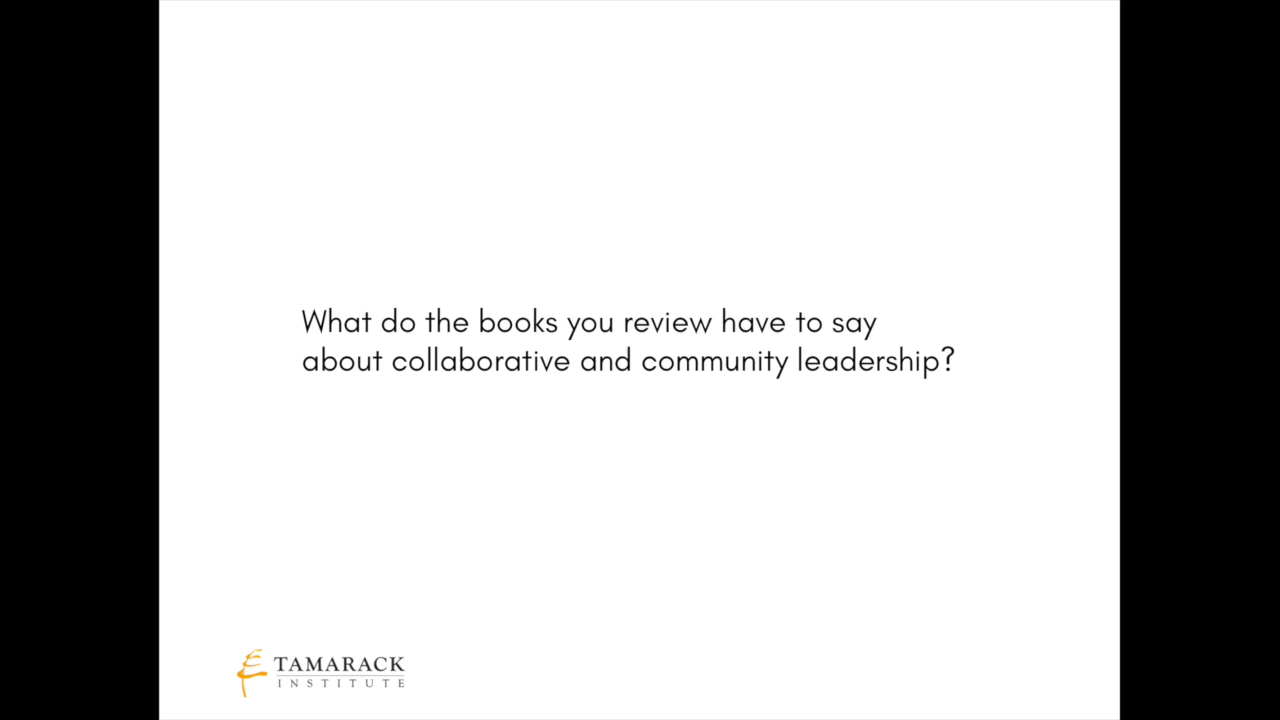 What do the books you review have to say
about collaborative and community leadership?
TAMARACK
INSTITUTE